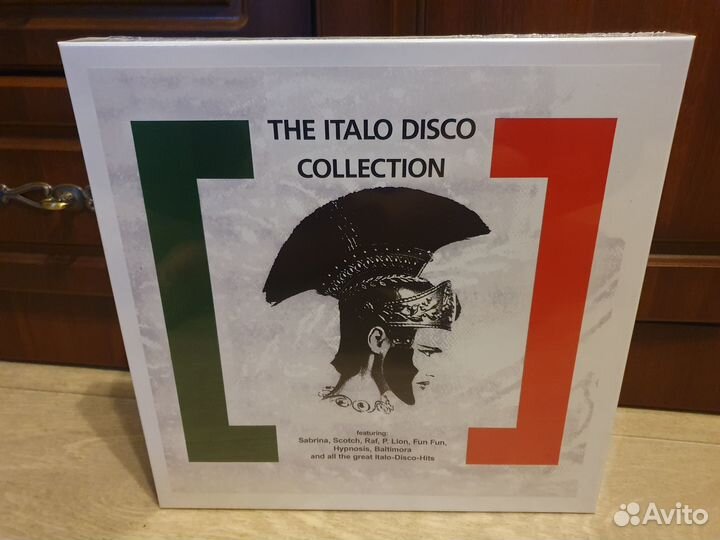 THE ITALO DISCO
COLLECTION
featuring:
Sabrina, Scotch, Raf, P. Lion, Fun Fun,
Hypnosis, Baltimora
and all the great Italo-Disco-Hits
Avito